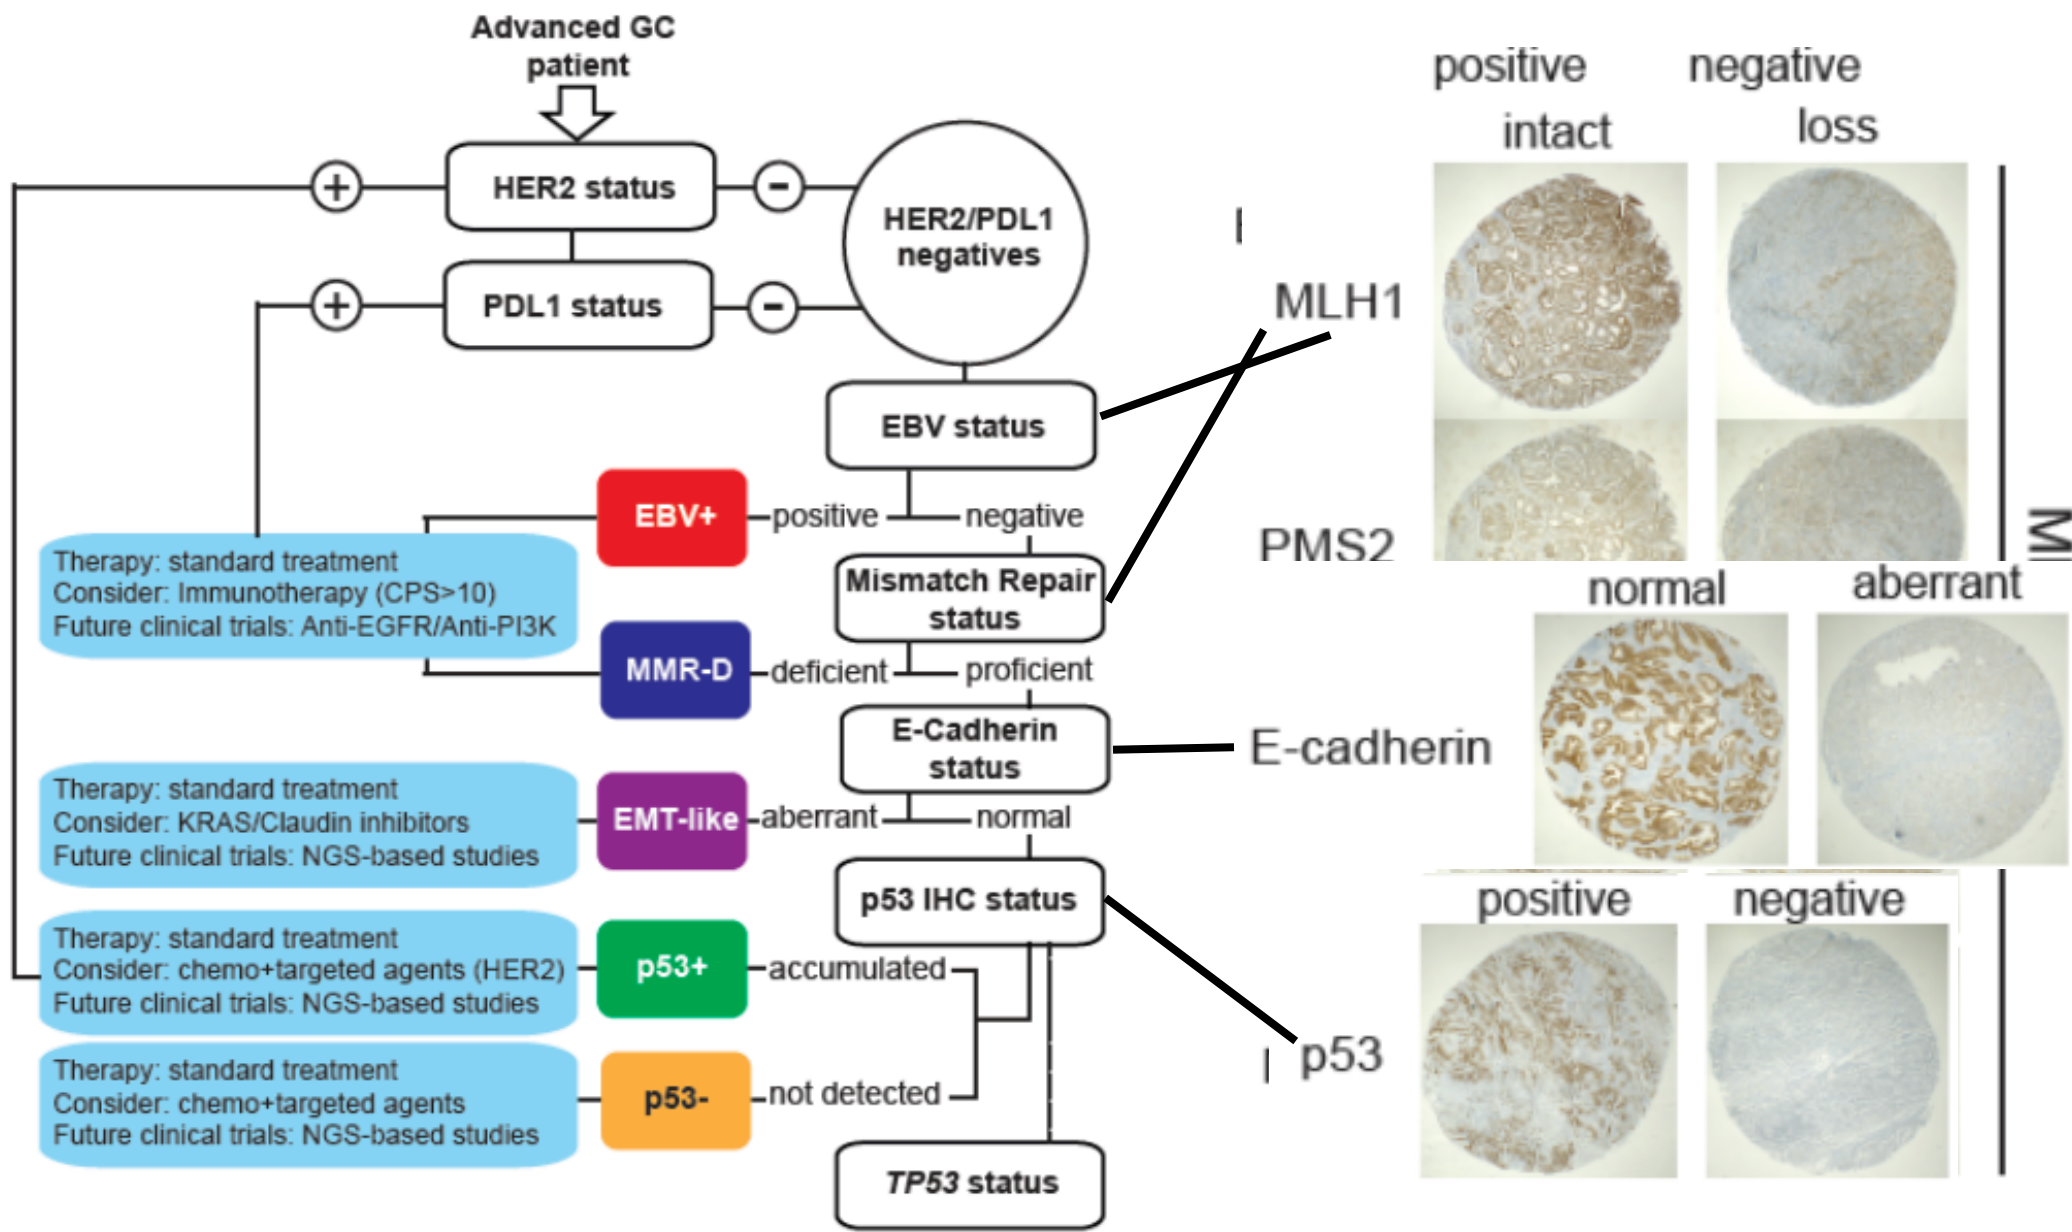 Advanced GC
patient
HER2 status
+
-
PDL1 status
+
-
HER2/PDL1
negatives
EBV status
EBV+
positive
negative
Mismatch Repair
status
MMR-D
deficient
proficient
E-Cadherin
status
EMT-like
aberrant
normal
p53 IHC status
p53+
accumulated
p53-
not detected
TP53 status
Therapy: standard treatment
Consider: Immunotherapy (CPS>10)
Future clinical trials: Anti-EGFR/Anti-PI3K
Therapy: standard treatment
Consider: KRAS/Claudin inhibitors
Future clinical trials: NGS-based studies
Therapy: standard treatment
Consider: chemo+targeted agents (HER2)
Future clinical trials: NGS-based studies
Therapy: standard treatment
Consider: chemo+targeted agents
Future clinical trials: NGS-based studies
positive negative
intact loss
MLH1
PMS2
normal aberrant
E-cadherin
positive negative
p53